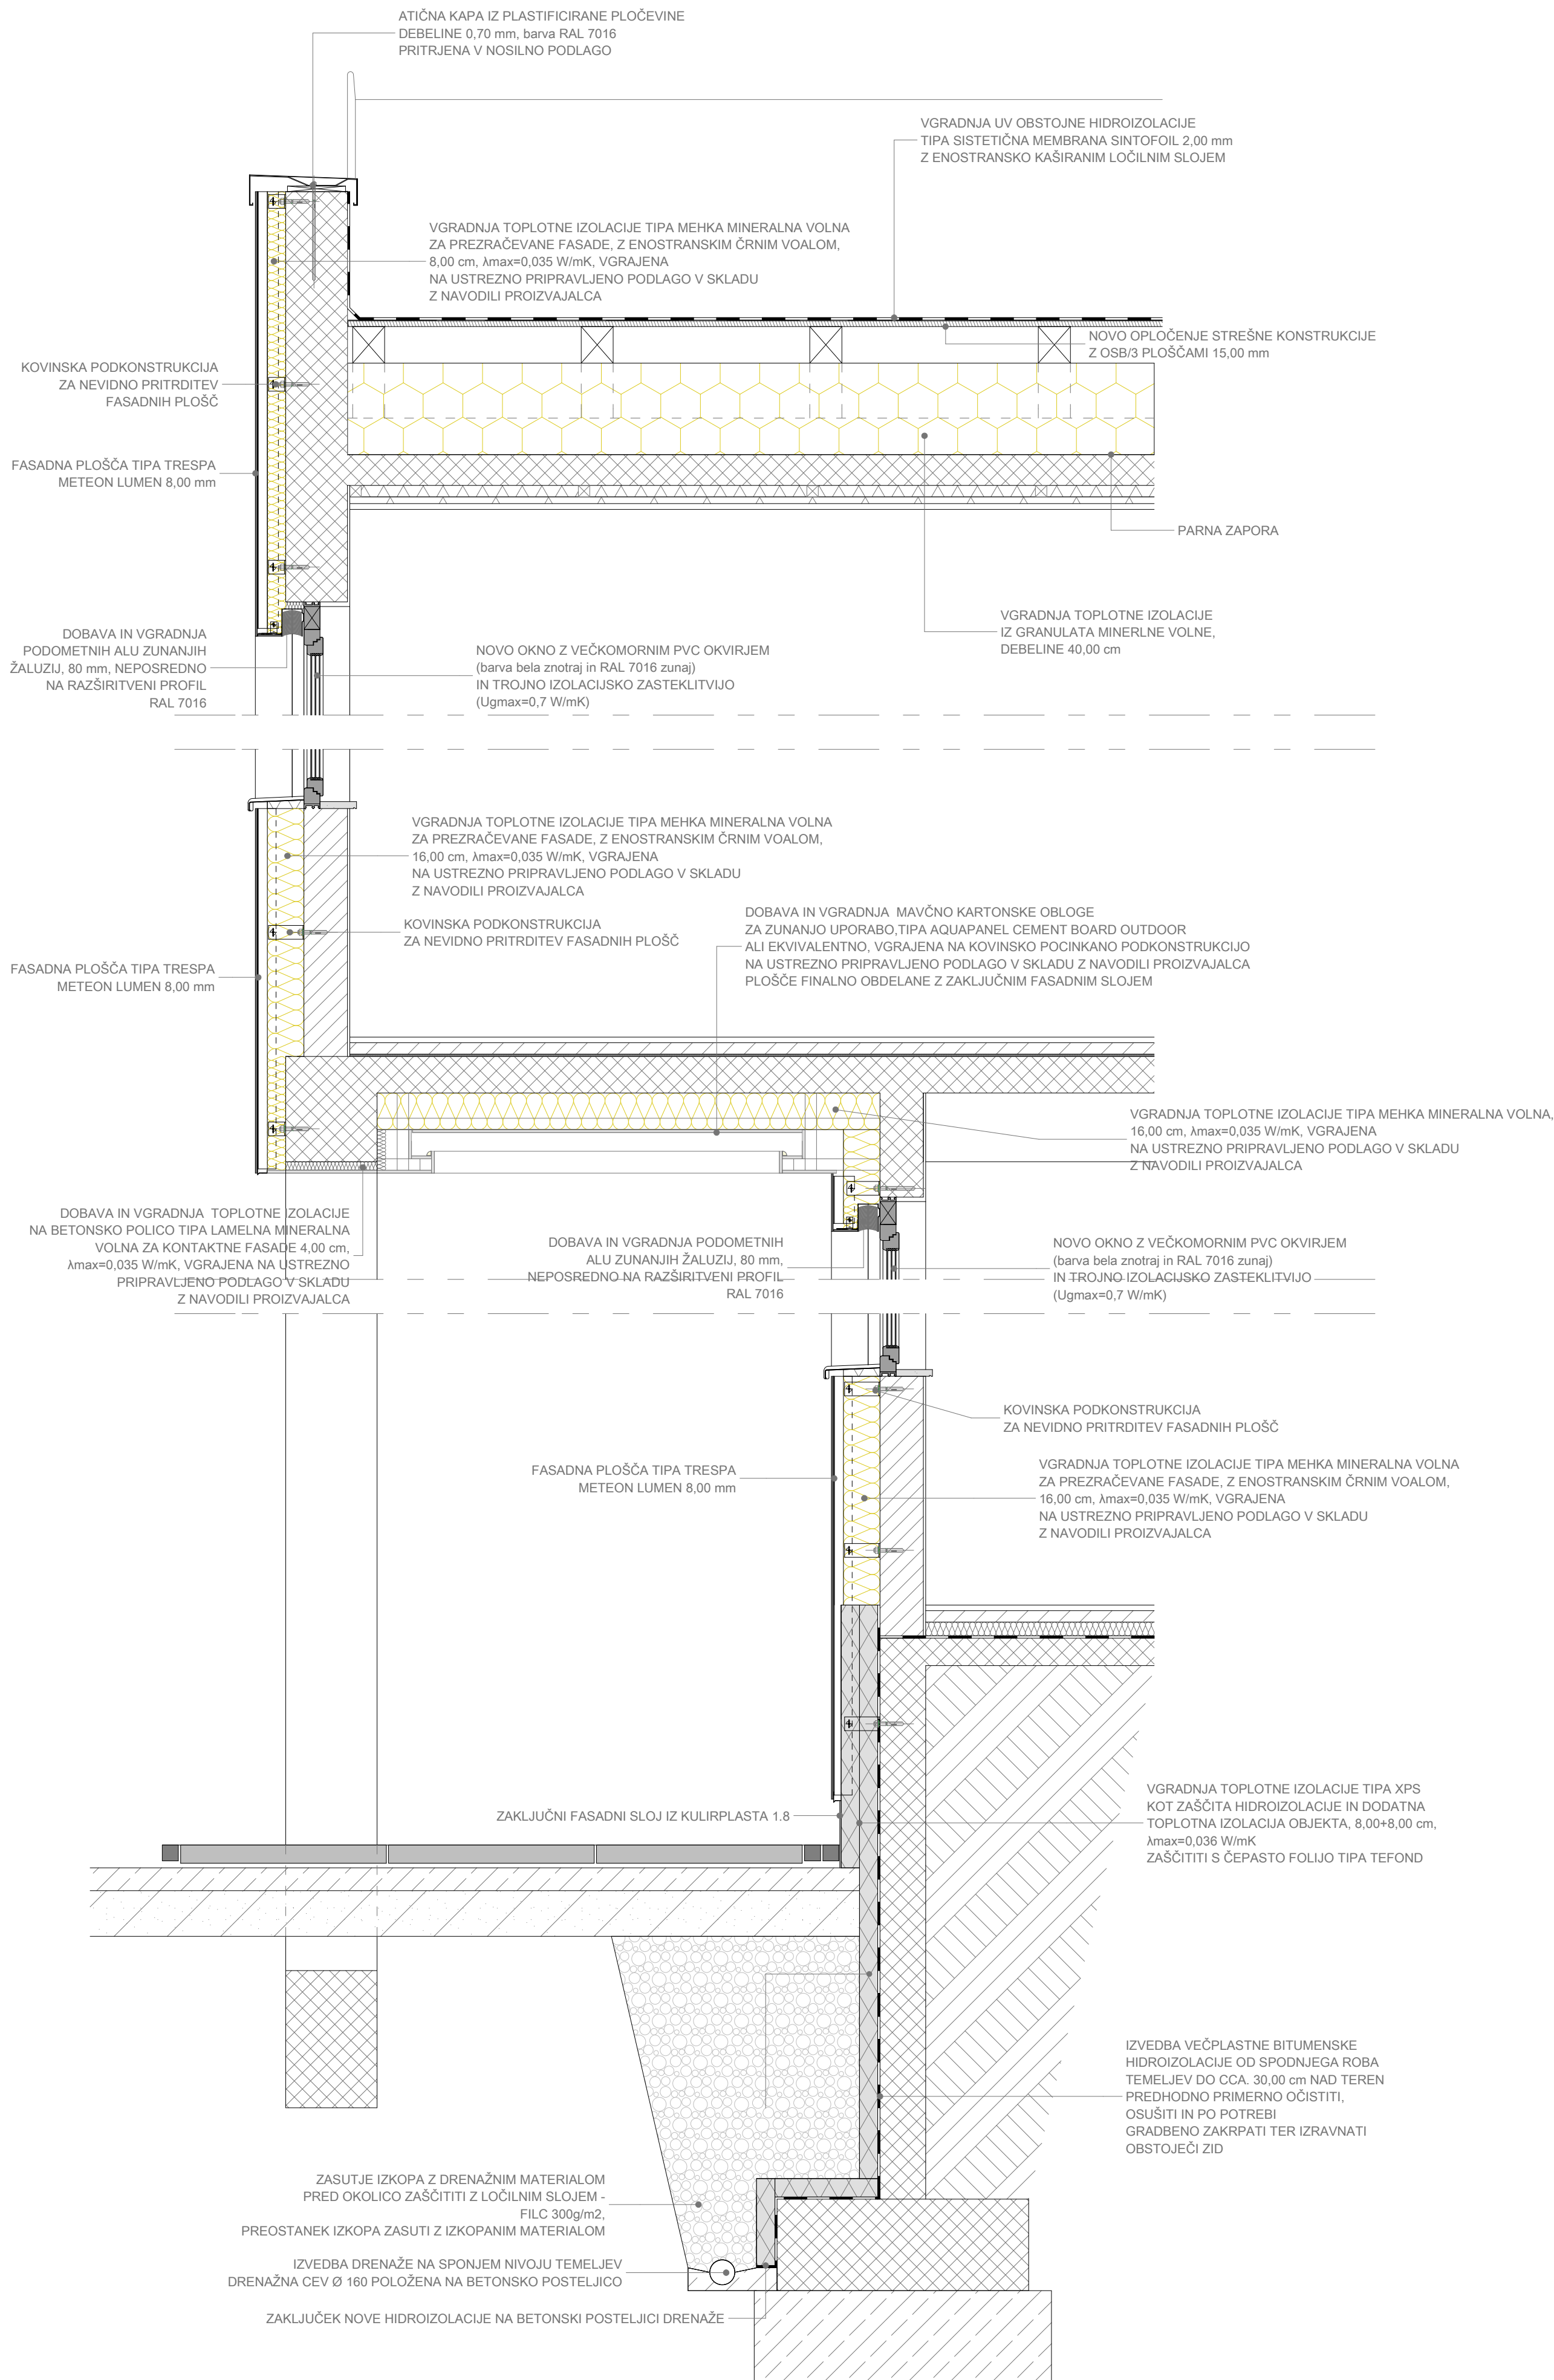 ATIČNA KAPA IZ PLASTIFICIRANE PLOČEVINE
DEBELINE 0,70 mm, barva RAL 7016
PRITRJENA V NOSILNO PODLAGO
VGRADNJA UV OBSTOJNE HIDROIZOLACIJE
TIPA SISTETIČNA MEMBRANA SINTOFOIL 2,00 mm
Z ENOSTRANSKO KAŠIRANIM LOČILNIM SLOJEM
VGRADNJA TOPLOTNE IZOLACIJE TIPA MEHKA MINERALNA VOLNA
ZA PREZRAČEVANE FASADE, Z ENOSTRANSKIM ČRNIM VOALOM,
8,00 cm, λmax=0,035 W/mK, VGRAJENA
NA USTREZNO PRIPRAVLJENO PODLAGO V SKLADU
Z NAVODILI PROIZVAJALCA
NOVO OPLOČENJE STREŠNE KONSTRUKCIJE
Z OSB/3 PLOŠČAMI 15,00 mm
KOVINSKA PODKONSTRUKCIJA
ZA NEVIDNO PRITRDITEV
FASADNIH PLOŠČ
FASADNA PLOŠČA TIPA TRESPA
METEON LUMEN 8,00 mm
PARNA ZAPORA
VGRADNJA TOPLOTNE IZOLACIJE
IZ GRANULATA MINERLNE VOLNE,
DEBELINE 40,00 cm
DOBAVA IN VGRADNJA
PODOMETNIH ALU ZUNANJIH
ŽALUZIJ, 80 mm, NEPOSREDNO
NA RAZŠIRITVENI PROFIL
RAL 7016
NOVO OKNO Z VEČKOMORNIM PVC OKVIRJEM
(barva bela znotraj in RAL 7016 zunaj)
IN TROJNO IZOLACIJSKO ZASTEKLITVIJO
(Ugmax=0,7 W/mK)
VGRADNJA TOPLOTNE IZOLACIJE TIPA MEHKA MINERALNA VOLNA
ZA PREZRAČEVANE FASADE, Z ENOSTRANSKIM ČRNIM VOALOM,
16,00 cm, λmax=0,035 W/mK, VGRAJENA
NA USTREZNO PRIPRAVLJENO PODLAGO V SKLADU
Z NAVODILI PROIZVAJALCA
KOVINSKA PODKONSTRUKCIJA
ZA NEVIDNO PRITRDITEV FASADNIH PLOŠČ
DOBAVA IN VGRADNJA MAVČNO KARTONSKE OBLOGE
ZA ZUNANJO UPORABO,TIPA AQUAPANEL CEMENT BOARD OUTDOOR
ALI EKVIVALENTNO, VGRAJENA NA KOVINSKO POCINKANO PODKONSTRUKCIJO
NA USTREZNO PRIPRAVLJENO PODLAGO V SKLADU Z NAVODILI PROIZVAJALCA
PLOŠČE FINALNO OBDELANE Z ZAKLJUČNIM FASADNIM SLOJEM
FASADNA PLOŠČA TIPA TRESPA
METEON LUMEN 8,00 mm
VGRADNJA TOPLOTNE IZOLACIJE TIPA MEHKA MINERALNA VOLNA,
16,00 cm, λmax=0,035 W/mK, VGRAJENA
NA USTREZNO PRIPRAVLJENO PODLAGO V SKLADU
Z NAVODILI PROIZVAJALCA
DOBAVA IN VGRADNJA TOPLOTNE IZOLACIJE
NA BETONSKO POLICO TIPA LAMELNA MINERALNA
VOLNA ZA KONTAKTNE FASADE 4,00 cm,
λmax=0,035 W/mK, VGRAJENA NA USTREZNO
PRIPRAVLJENO PODLAGO V SKLADU
Z NAVODILI PROIZVAJALCA
DOBAVA IN VGRADNJA PODOMETNIH
ALU ZUNANJIH ŽALUZIJ, 80 mm,
NEPOSREDNO NA RAZŠIRITVENI PROFIL
RAL 7016
NOVO OKNO Z VEČKOMORNIM PVC OKVIRJEM
(barva bela znotraj in RAL 7016 zunaj)
IN TROJNO IZOLACIJSKO ZASTEKLITVIJO
(Ugmax=0,7 W/mK)
KOVINSKA PODKONSTRUKCIJA
ZA NEVIDNO PRITRDITEV FASADNIH PLOŠČ
FASADNA PLOŠČA TIPA TRESPA
METEON LUMEN 8,00 mm
VGRADNJA TOPLOTNE IZOLACIJE TIPA MEHKA MINERALNA VOLNA
ZA PREZRAČEVANE FASADE, Z ENOSTRANSKIM ČRNIM VOALOM,
16,00 cm, λmax=0,035 W/mK, VGRAJENA
NA USTREZNO PRIPRAVLJENO PODLAGO V SKLADU
Z NAVODILI PROIZVAJALCA
ZAKLJUČNI FASADNI SLOJ IZ KULIRPLASTA 1.8
VGRADNJA TOPLOTNE IZOLACIJE TIPA XPS
KOT ZAŠČITA HIDROIZOLACIJE IN DODATNA
TOPLOTNA IZOLACIJA OBJEKTA, 8,00+8,00 cm,
λmax=0,036 W/mK
ZAŠČITITI S ČEPASTO FOLIJO TIPA TEFOND
IZVEDBA VEČPLASTNE BITUMENSKE
HIDROIZOLACIJE OD SPODNJEGA ROBA
TEMELJEV DO CCA. 30,00 cm NAD TEREN
PREDHODNO PRIMERNO OČISTITI,
OSUŠITI IN PO POTREBI
GRADBENO ZAKRPATI TER IZRAVNATI
OBSTOJEČI ZID
ZASUTJE IZKOPA Z DRENAŽNIM MATERIALOM
PRED OKOLICO ZAŠČITITI Z LOČILNIM SLOJEM -
FILC 300g/m2,
PREOSTANEK IZKOPA ZASUTI Z IZKOPANIM MATERIALOM
IZVEDBA DRENAŽE NA SPONJEM NIVOJU TEMELJEV
DRENAŽNA CEV Ø 160 POLOŽENA NA BETONSKO POSTELJICO
ZAKLJUČEK NOVE HIDROIZOLACIJE NA BETONSKI POSTELJICI DRENAŽE